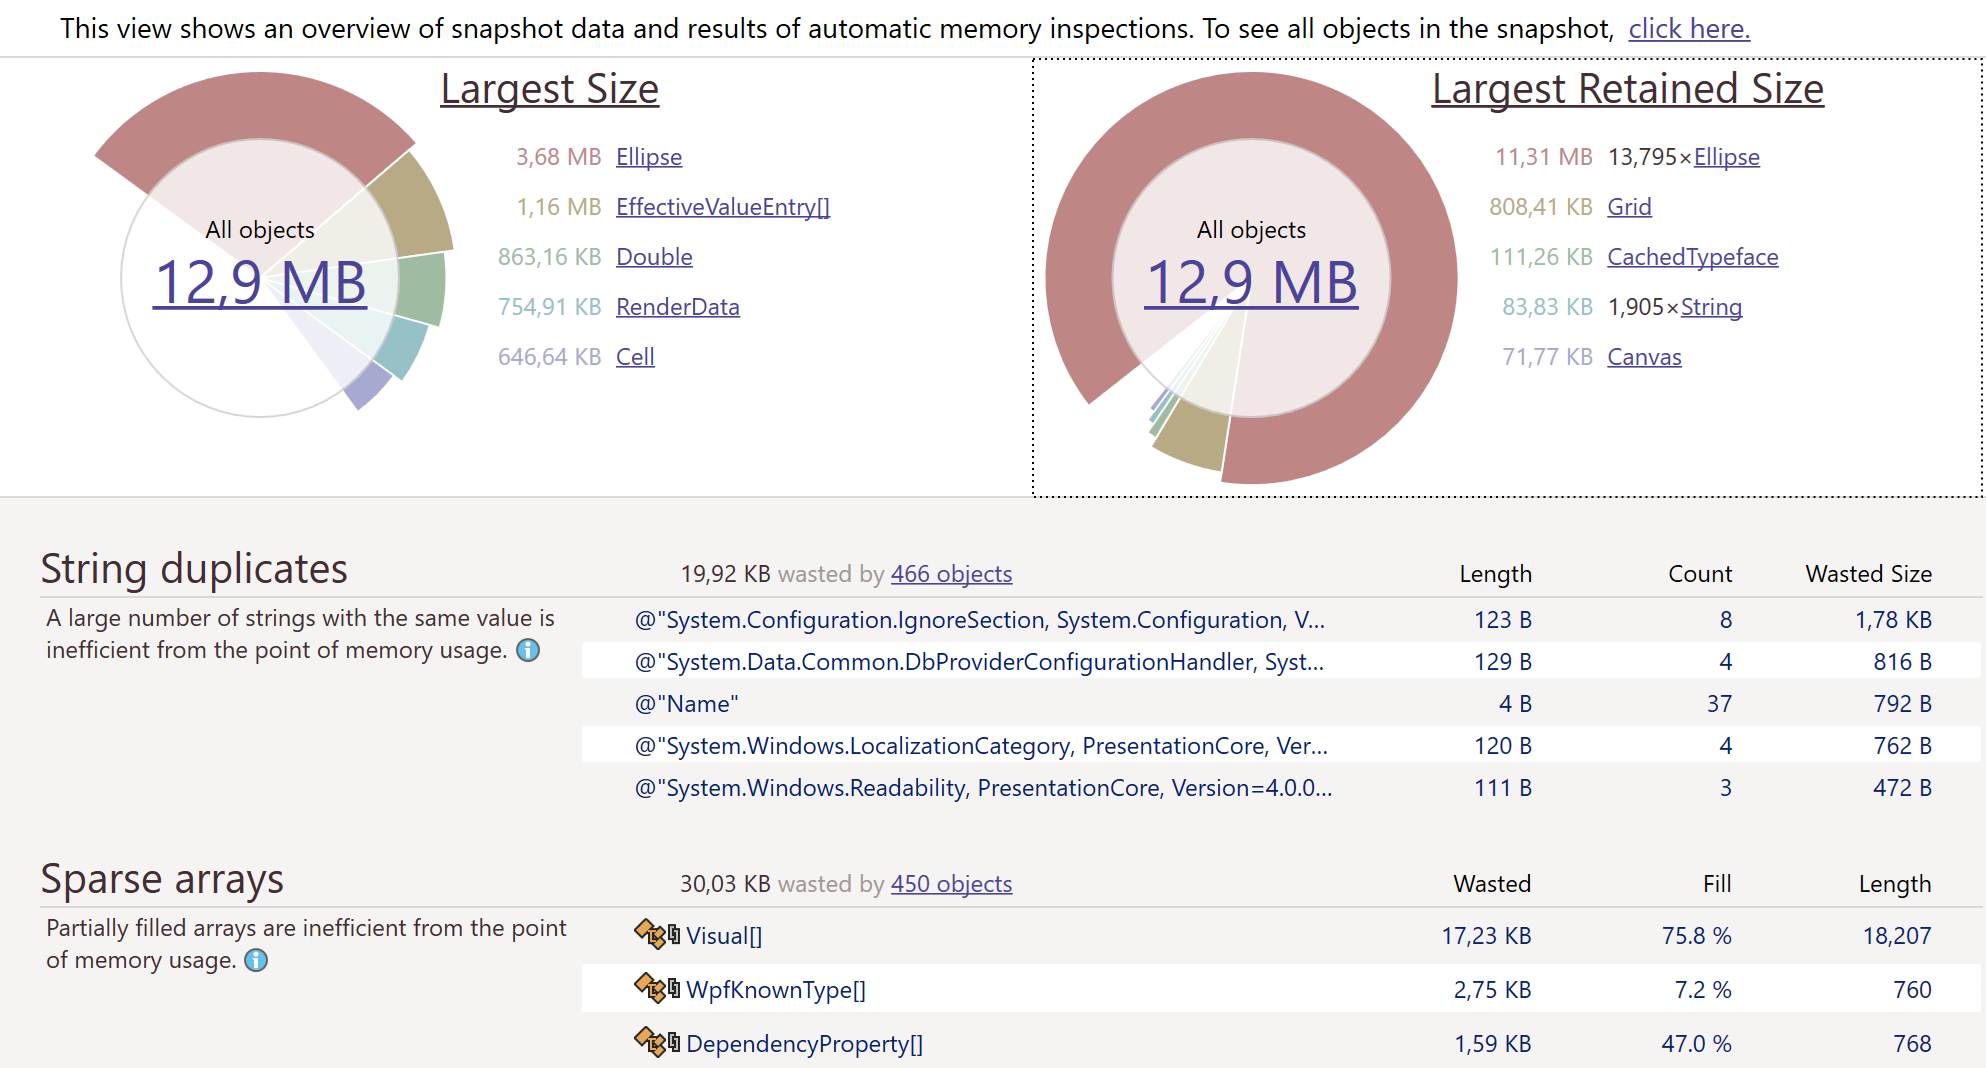 This view shows an overview of snapshot data and results of automatic memory inspections. To see all objects in the snapshot, click here.
Largest Size
All objects
12,9 MB
3,68 MB Ellipse
1,16 MB EffectiveValueEntry[]
863,16 KB Double
754,91 KB RenderData
646,64 KB Cell
Largest Retained Size
All objects
12,9 MB
11,31 MB 13,795×Ellipse
808,41 KB Grid
111,26 KB CachedTypeface
83,83 KB 1,905×String
71,77 KB Canvas
String duplicates
A large number of strings with the same value is
inefficient from the point of memory usage.
19,92 KB wasted by 466 objects Length Count Wasted Size
@"System.Configuration.IgnoreSection, System.Configuration, V... 123 B 8 1,78 KB
@"System.Data.Common.DbProviderConfigurationHandler, Syst... 129 B 4 816 B
@"Name" 4 B 37 792 B
@"System.Windows.LocalizationCategory, PresentationCore, Ver... 120 B 4 762 B
@"System.Windows.Readability, PresentationCore, Version=4.0.0... 111 B 3 472 B
Sparse arrays
Partially filled arrays are inefficient from the point
of memory usage.
30,03 KB wasted by 450 objects Wasted Fill Length
Visual[] 17,23 KB 75.8 % 18,207
WpfKnownType[] 2,75 KB 7.2 % 760
DependencyProperty[] 1,59 KB 47.0 % 768